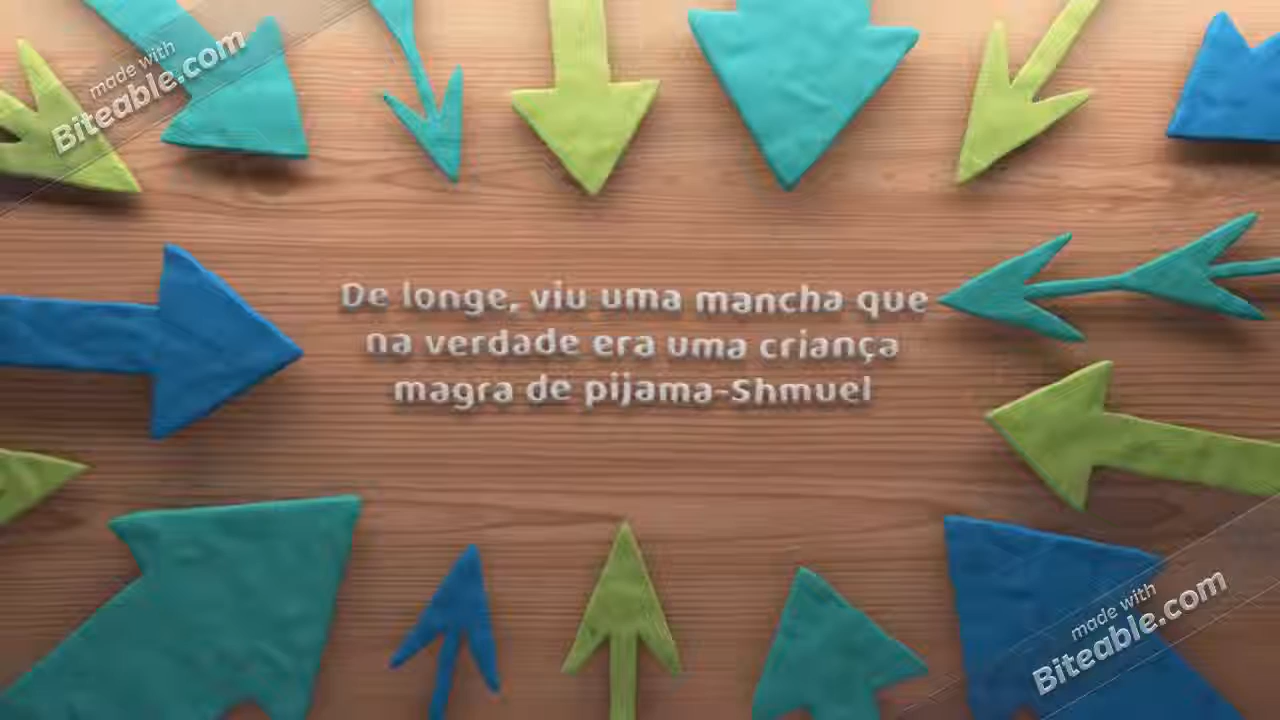 made with
Biteable.com
De longe, viu uma mancha que
na verdade era uma criança
magra de pijama-Shmuel
made with
Biteable.com